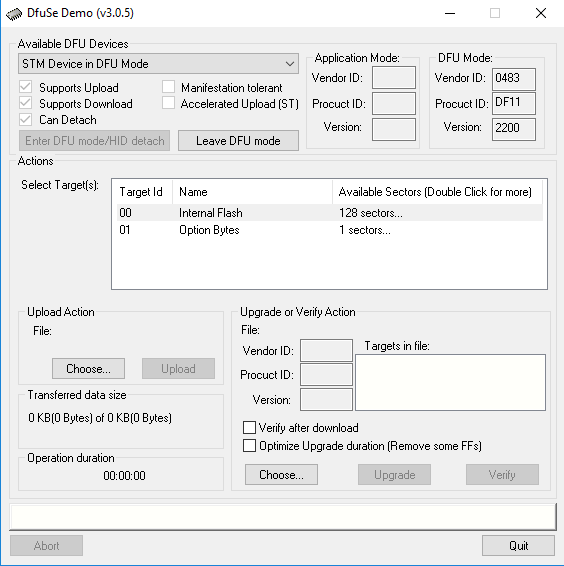 DfuSe Demo (v3.0.5)
Available DFU Devices
STM Device in DFU Mode
Supports Upload
Manifestation tolerant
Supports Download
Accelerated Upload (ST)
Can Detach
Enter DFU mode/HID detach
Leave DFU mode
Application Mode:
Vendor ID:
Procuct ID:
Version:
DFU Mode:
Vendor ID: 0483
Procuct ID: DF11
Version: 2200
Actions
Select Target(s):
Target Id Name Available Sectors (Double Click for more)
00 Internal Flash 128 sectors...
01 Option Bytes 1 sectors...
Upload Action
File:
Choose... Upload
Transferred data size
0 KB(0 Bytes) of 0 KB(0 Bytes)
Operation duration
00:00:00
Upgrade or Verify Action
File:
Vendor ID:
Procuct ID:
Version:
Targets in file:
Verify after download
Optimize Upgrade duration (Remove some FFs)
Choose... Upgrade Verify
Abort Quit